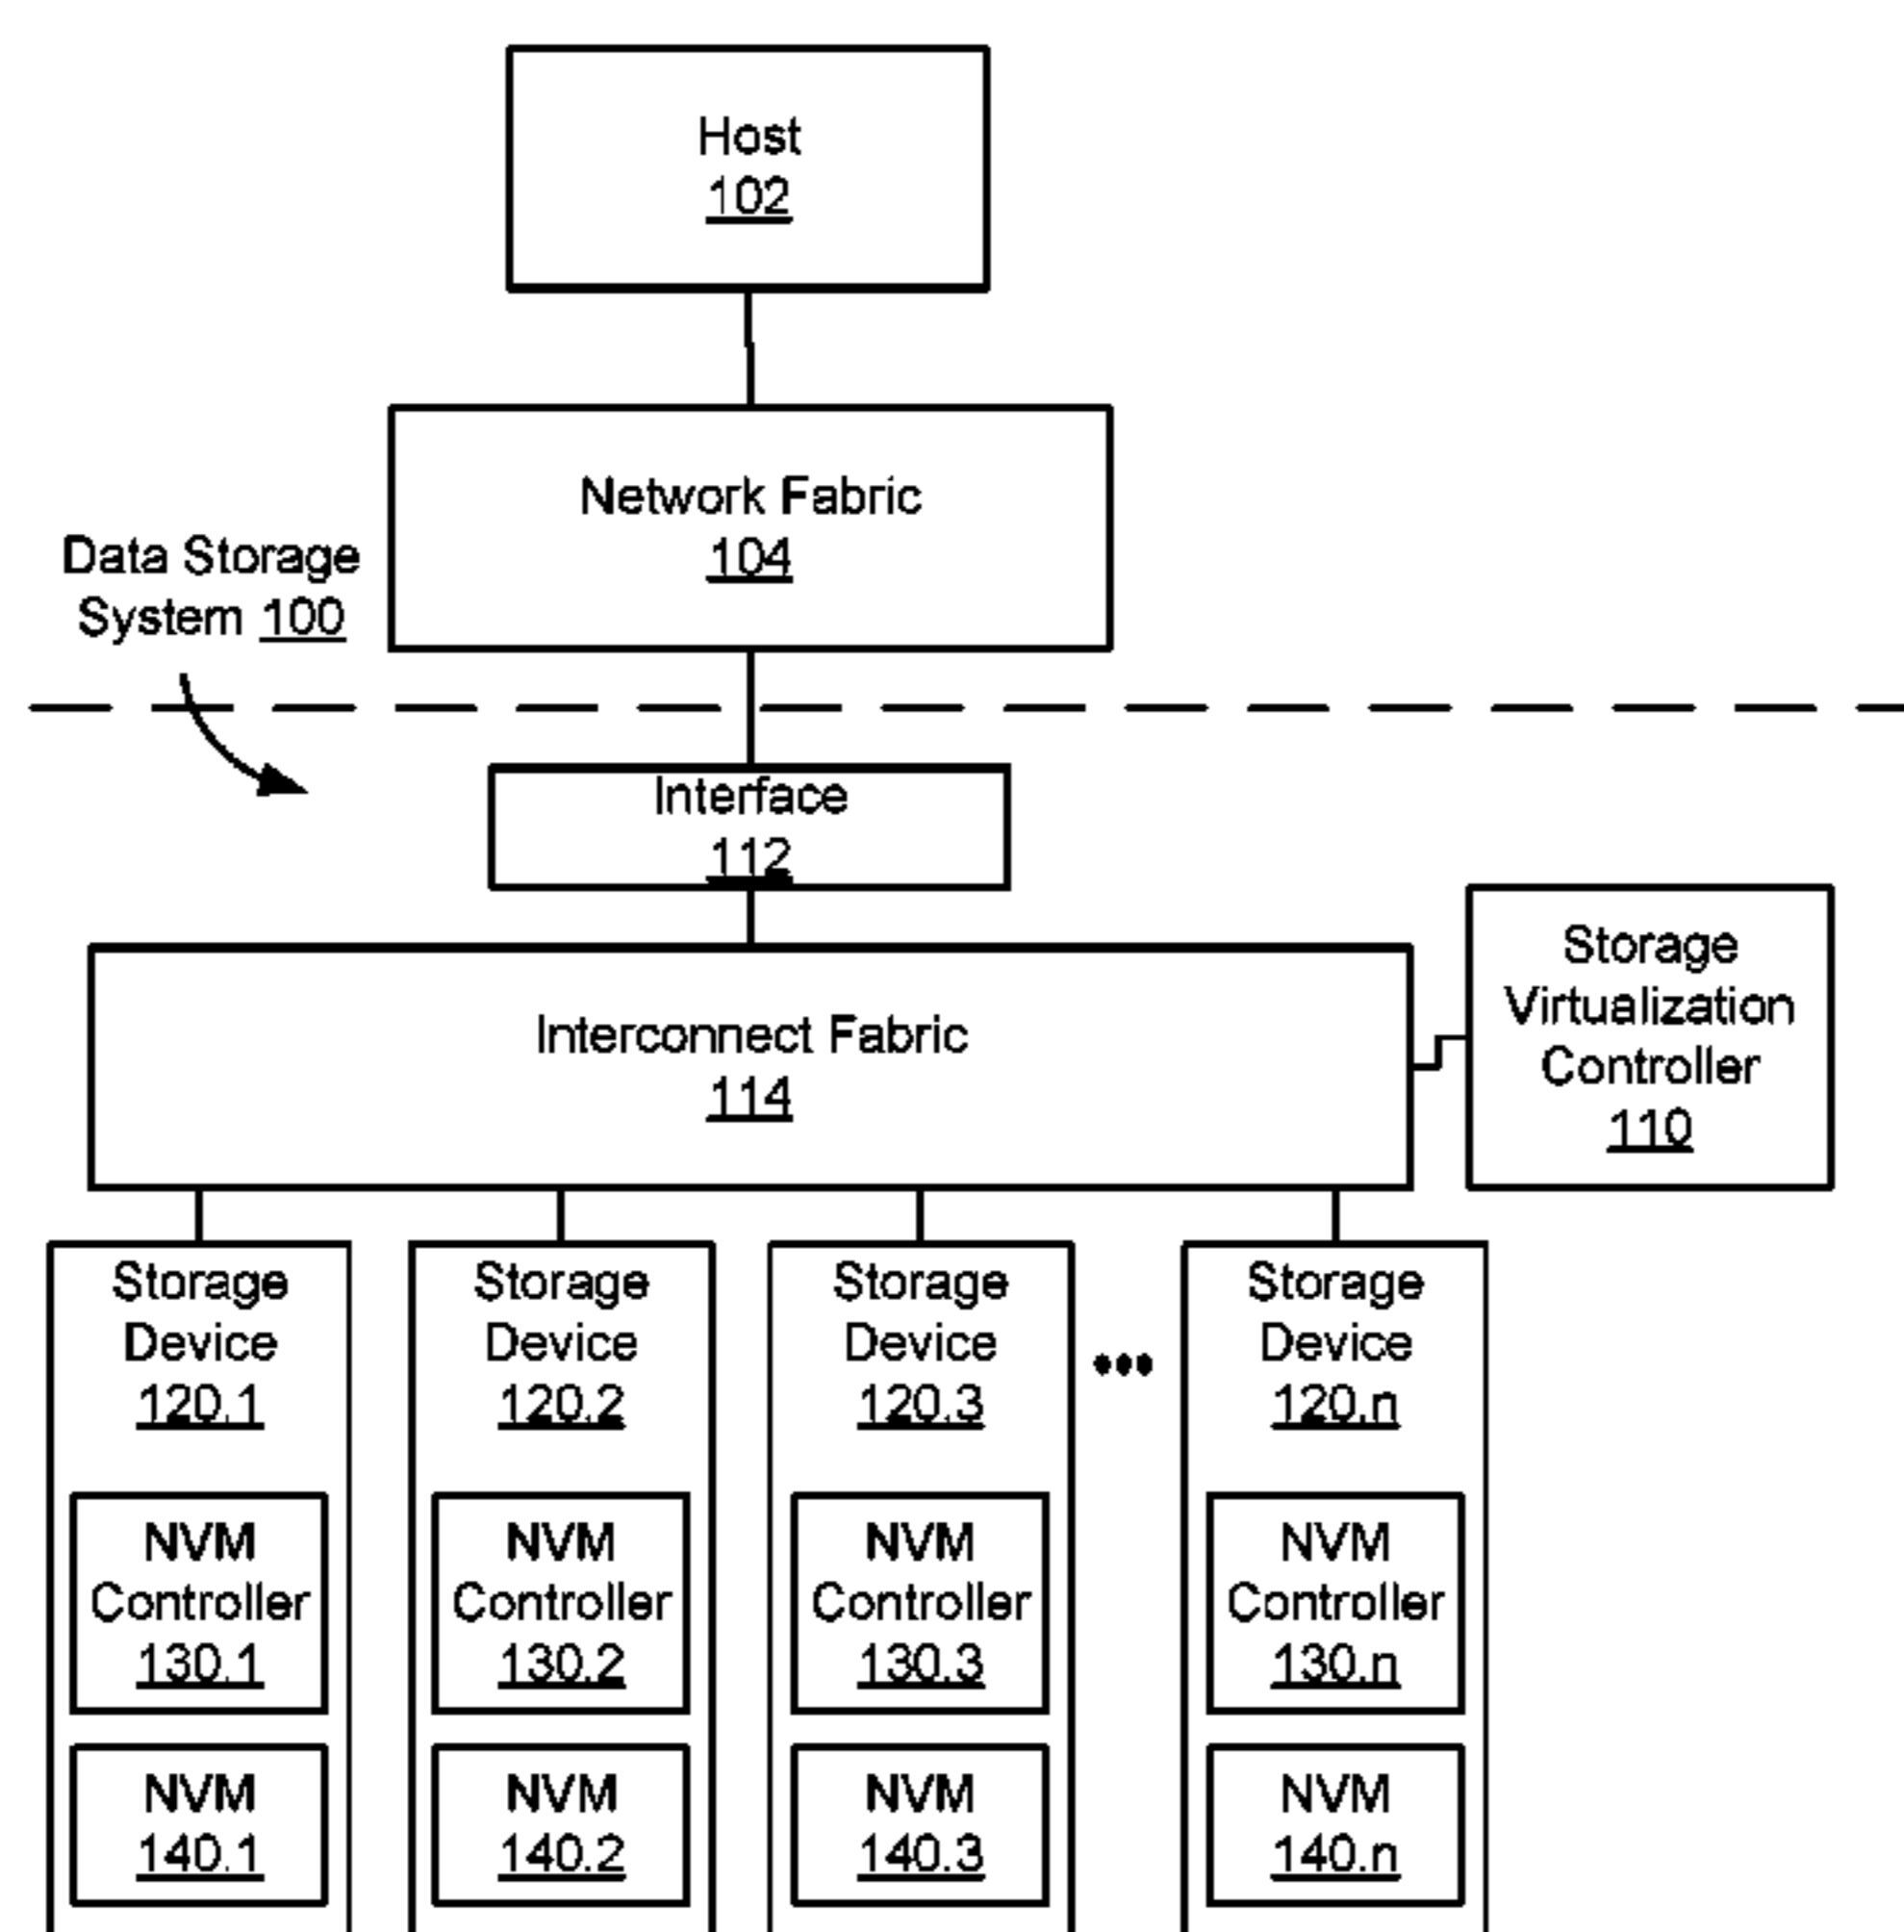 Host
102
Network Fabric
104
Data Storage
System 100
Interface
112
Interconnect Fabric
114
Storage
Virtualization
Controller
110
Storage
Device
120.1
NVM
Controller
130.1
NVM
140.1
Storage
Device
120.2
NVM
Controller
130.2
NVM
140.2
Storage
Device
120.3
NVM
Controller
130.3
NVM
140.3
Storage
Device
120.n
NVM
Controller
130.n
NVM
140.n